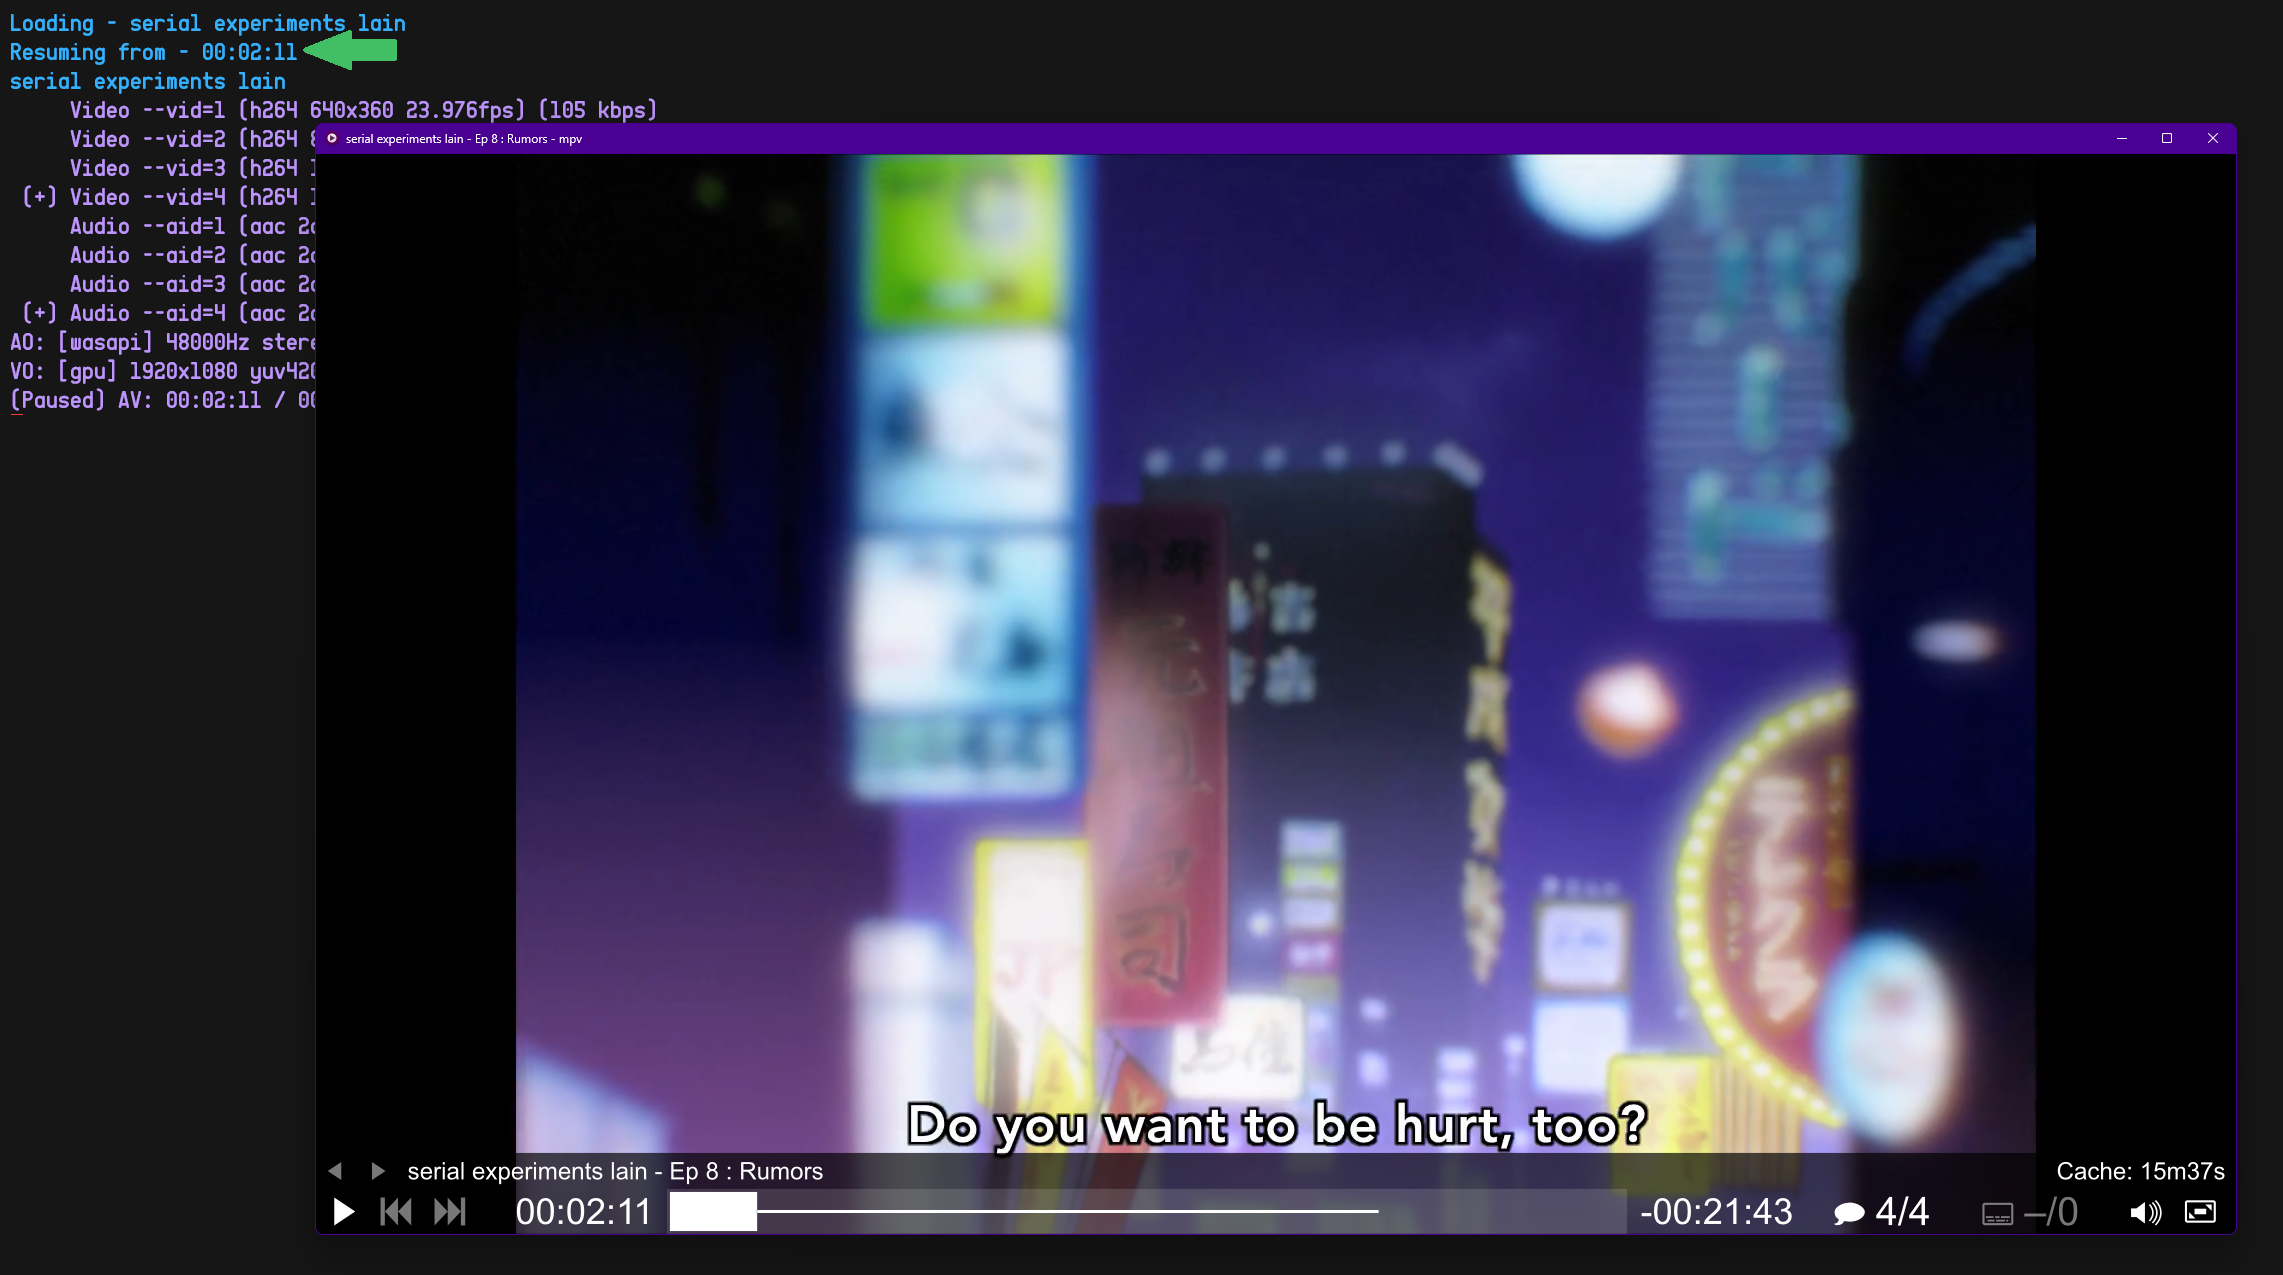 Loading - serial experiments lain
Resuming from - 00:02:11
serial experiments lain
Video --vid=1 (h264 640x360 23.976fps) (105 kbps)
Video --vid=2 (h264
Video --vid=3 (h264
(+) Video --vid=4 (h264
Audio --aid=1 (aac
Audio --aid=2 (aac
Audio --aid=3 (aac
(+) Audio --aid=4 (aac
AO: [wasapi] 48000Hz
VO: [gpu] 1920x1080
(Paused) AV: 00:02:11 /
serial experiments lain - Ep 8 : Rumors - mpv
司
JP
Do you want to be hurt, too?
serial experiments lain - Ep 8 : Rumors
Cache: 15m37s
00:02:11
-00:21:43
4/4
–/0